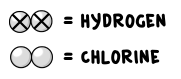 = HYDROGEN
= CHLORINE